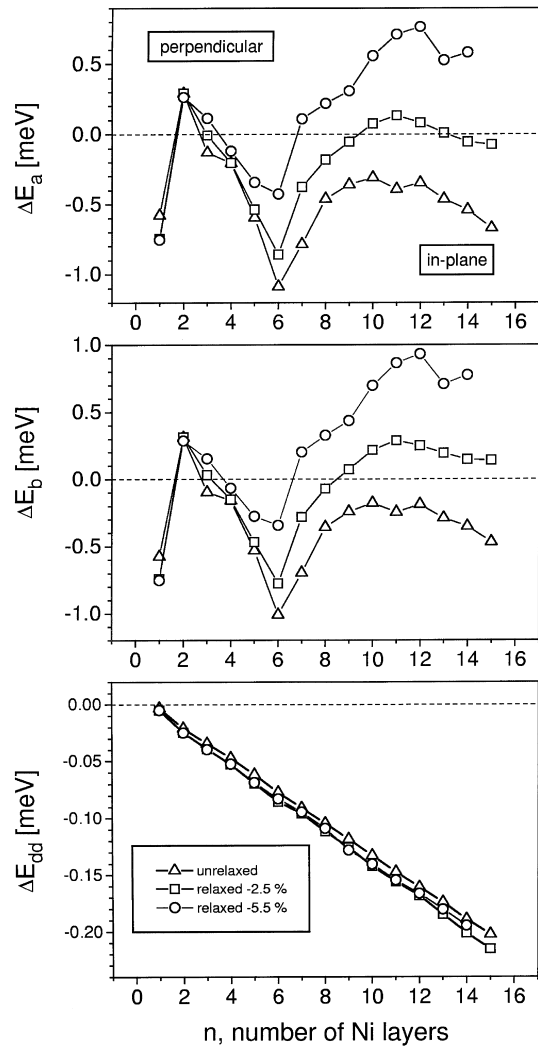 perpendicular
0.5
0.0
-0.5
-1.0
ΔE_a [meV]
in-plane
0 2 4 6 8 10 12 14 16
1.0
0.5
0.0
-0.5
-1.0
ΔE_b [meV]
0 2 4 6 8 10 12 14 16
0.00
-0.05
-0.10
-0.15
-0.20
ΔE_dd [meV]
unrelaxed
relaxed -2.5 %
relaxed -5.5 %
0 2 4 6 8 10 12 14 16
n, number of Ni layers